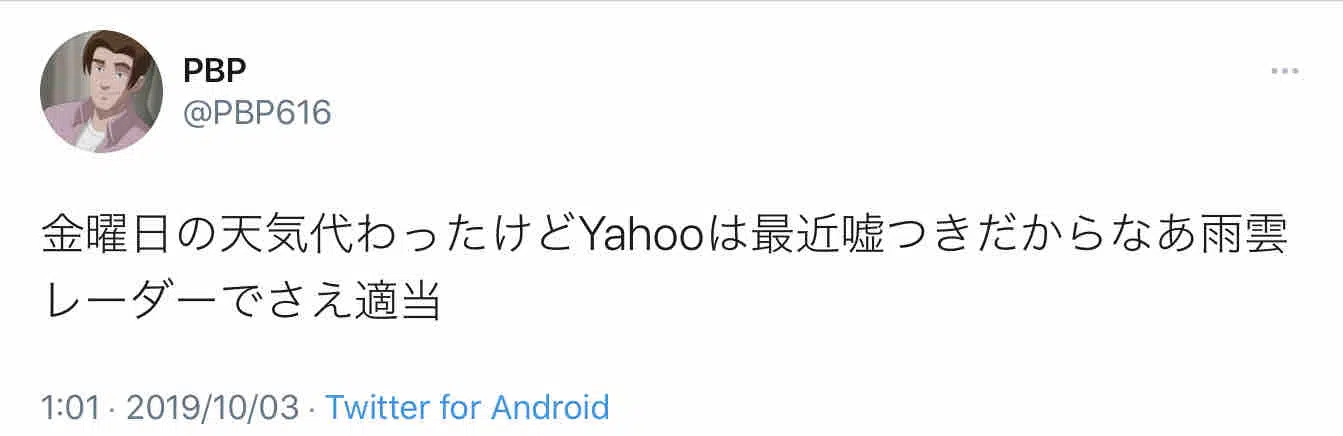 PBP
@PBP616
金曜日の天気代わったけどYahooは最近嘘つきだからなあ雨雲
レーダーでさえ適当
1:01 · 2019/10/03 · Twitter for Android